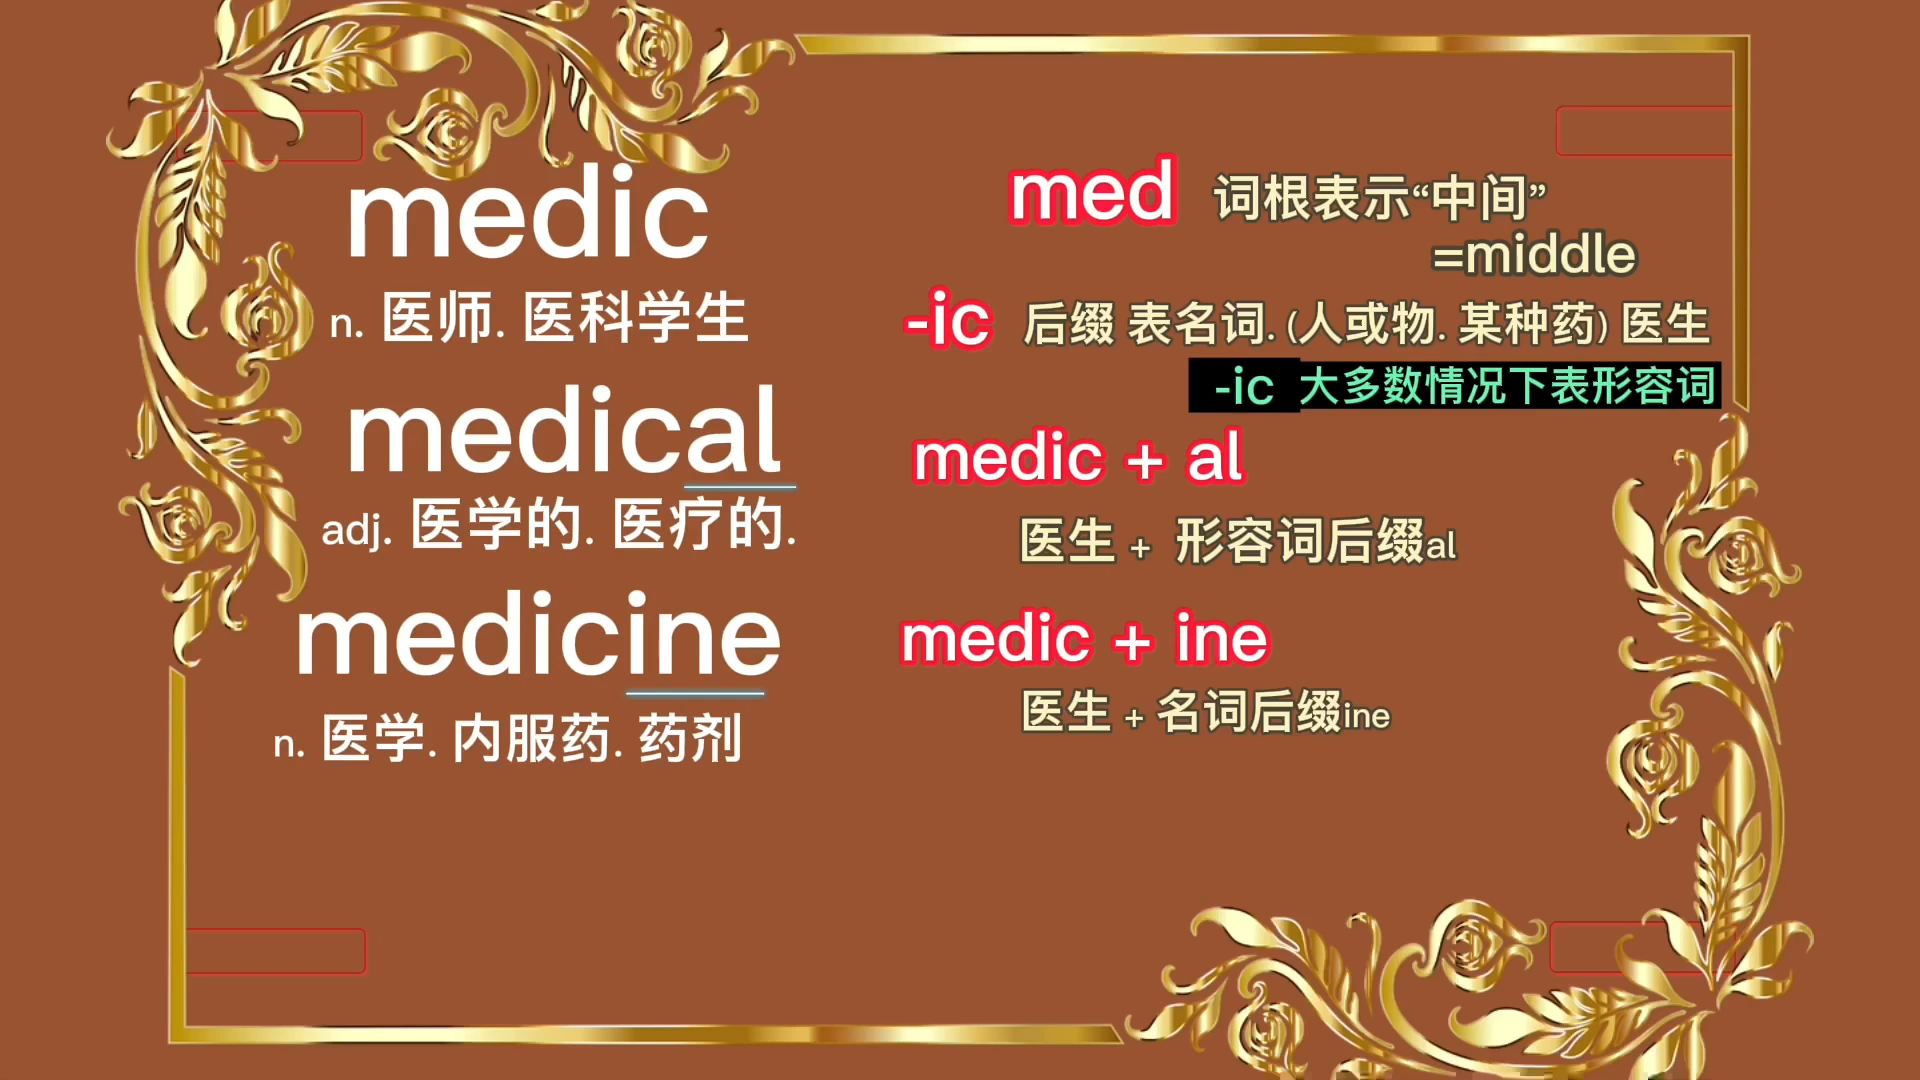 medic
n. 医师. 医科学生
medical
adj. 医学的. 医疗的.
medicine
n. 医学. 内服药. 药剂
med 词根表示“中间”
=middle
-ic 后缀 表名词. (人或物. 某种药) 医生
-ic 大多数情况下表形容词
medic + al
医生 + 形容词后缀al
medic + ine
医生 + 名词后缀ine